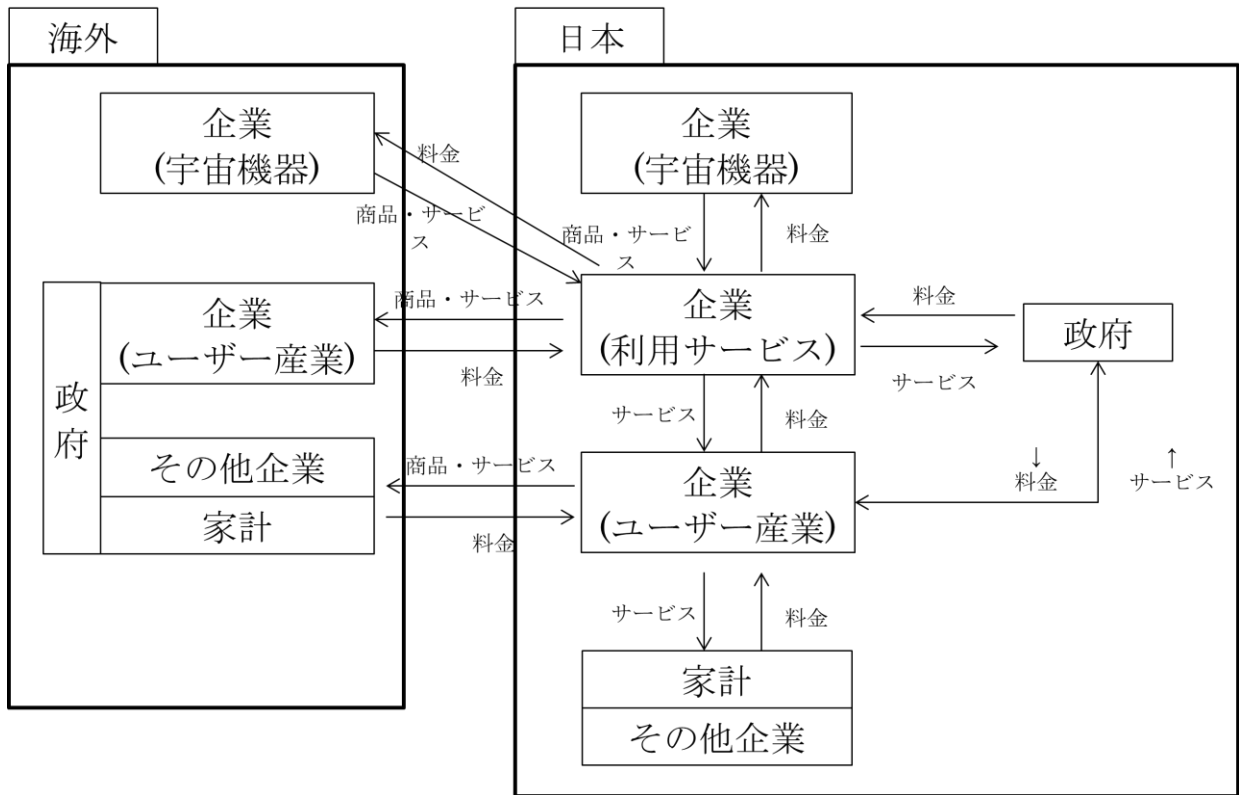 海外
日本
企業
(宇宙機器)
企業
(宇宙機器)
料金
商品・サービ
ス
商品・サービ
ス
料金
政
府
企業
(ユーザー産業)
商品・サービス
料金
企業
(利用サービス)
料金
サービス
政府
サービス
料金
その他企業
家計
商品・サービス
料金
企業
(ユーザー産業)
↓
料金
↑
サービス
サービス
料金
家計
その他企業